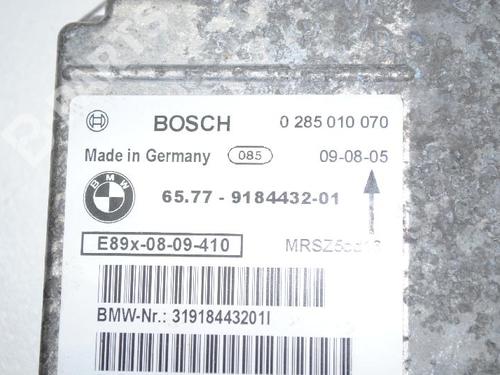 BOSCH 0 285 010 070
Made in Germany 085 09-08-05
BMW 65.77 - 9184432-01
E89x-08-09-410
BMW-Nr.: 31918443201I